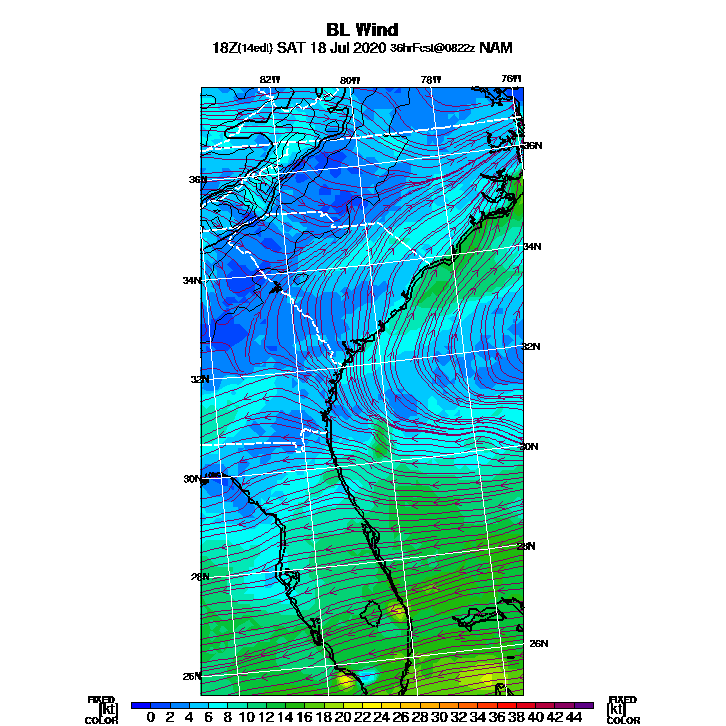 BL Wind
18Z(14edt) SAT 18 Jul 2020 36hrFcst@0822z NAM
82W 80W 78W 76W
36N
36N
34N
34N
32N
32N
30N
30N
28N
28N
26N
26N
FIXED FIXED
[kt] 0 2 4 6 8 10 12 14 16 18 20 22 24 26 28 30 32 34 36 38 40 42 44 [kt]
COLOR COLOR